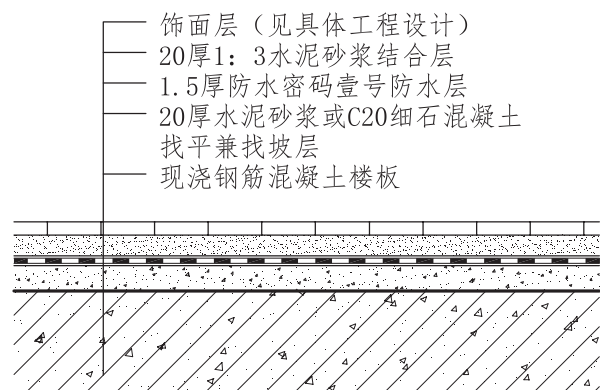 饰面层（见具体工程设计）
20厚1：3水泥砂浆结合层
1.5厚防水密码壹号防水层
20厚水泥砂浆或C20细石混凝土
找平兼找坡层
现浇钢筋混凝土楼板